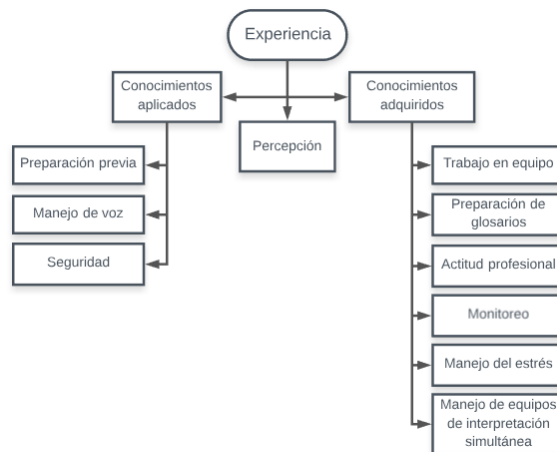 Experiencia
Conocimientos
aplicados
Conocimientos
adquiridos
Percepción
Preparación previa
Manejo de voz
Seguridad
Trabajo en equipo
Preparación de
glosarios
Actitud profesional
Monitoreo
Manejo del estrés
Manejo de equipos
de interpretación
simultánea